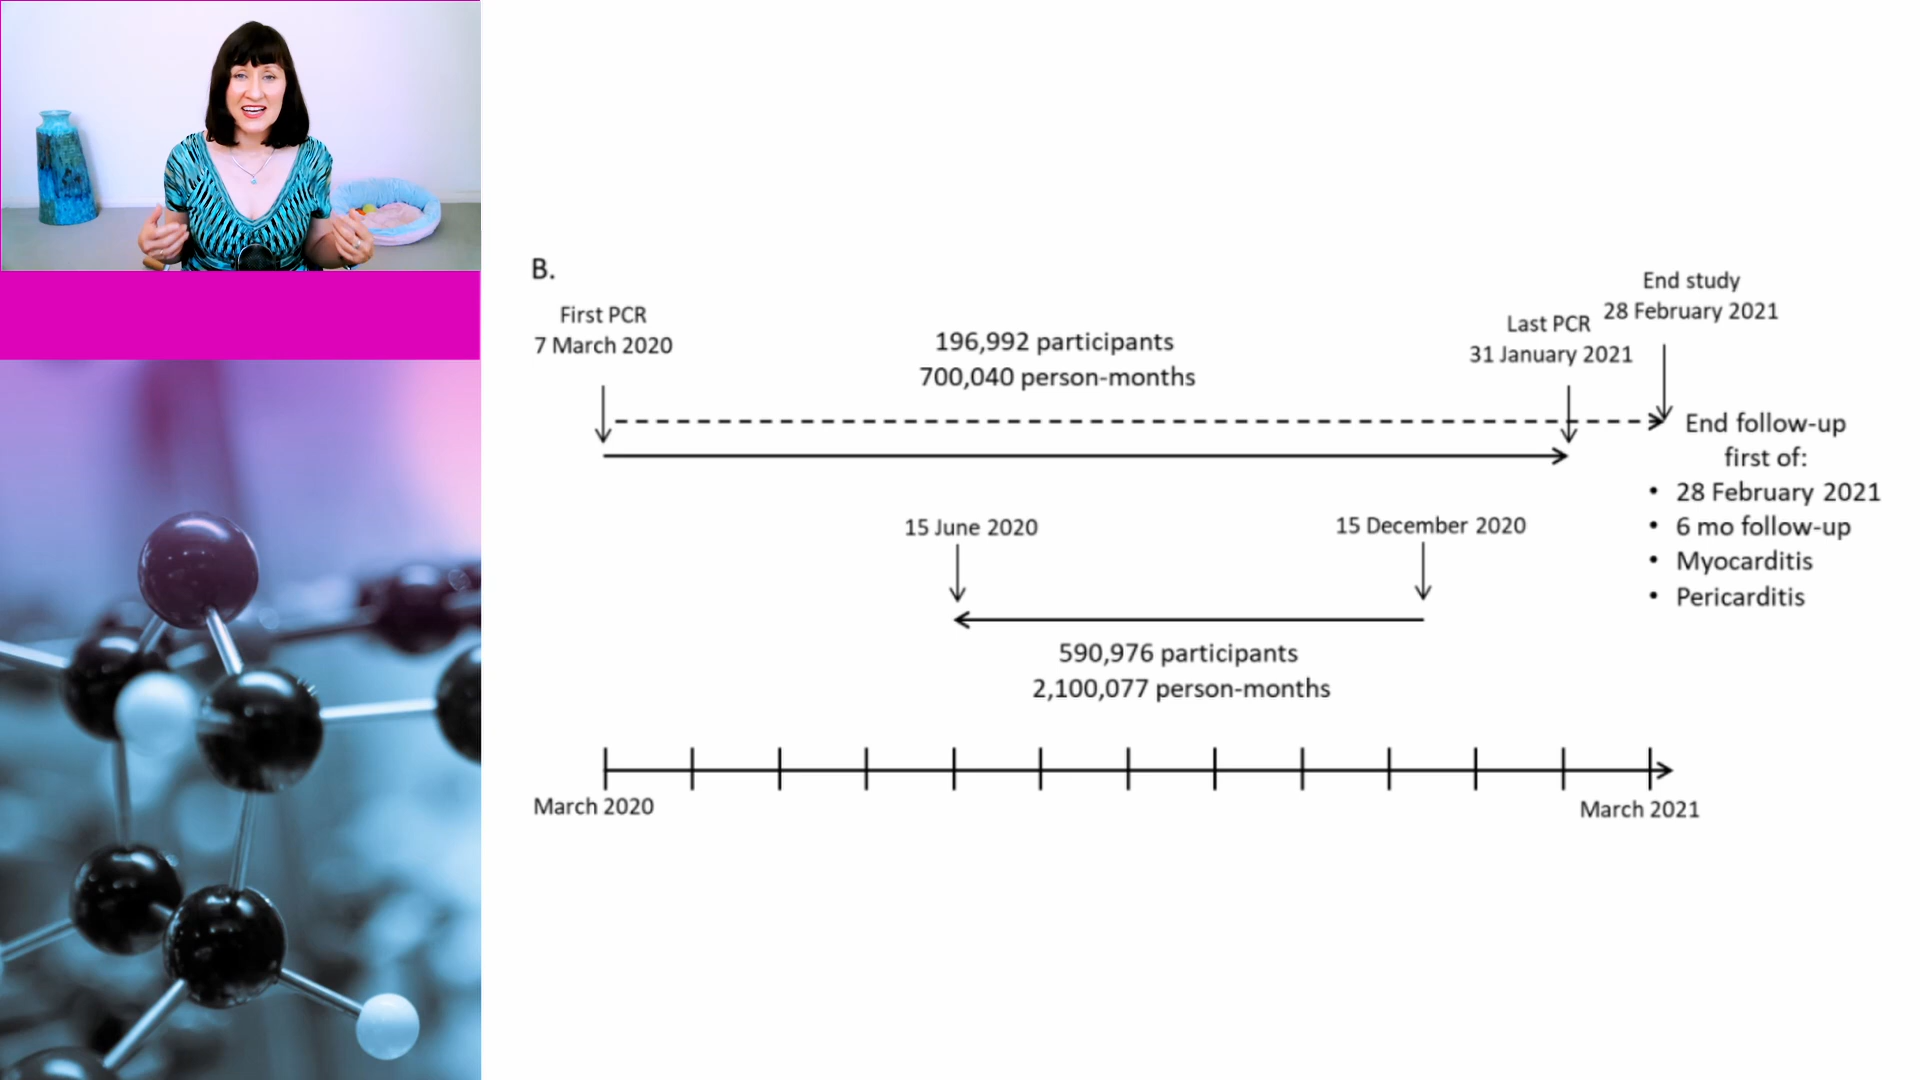 B.
First PCR
7 March 2020
196,992 participants
700,040 person-months
Last PCR
31 January 2021
End study
28 February 2021
End follow-up
first of:
• 28 February 2021
• 6 mo follow-up
• Myocarditis
• Pericarditis
15 June 2020
15 December 2020
590,976 participants
2,100,077 person-months
March 2020
March 2021